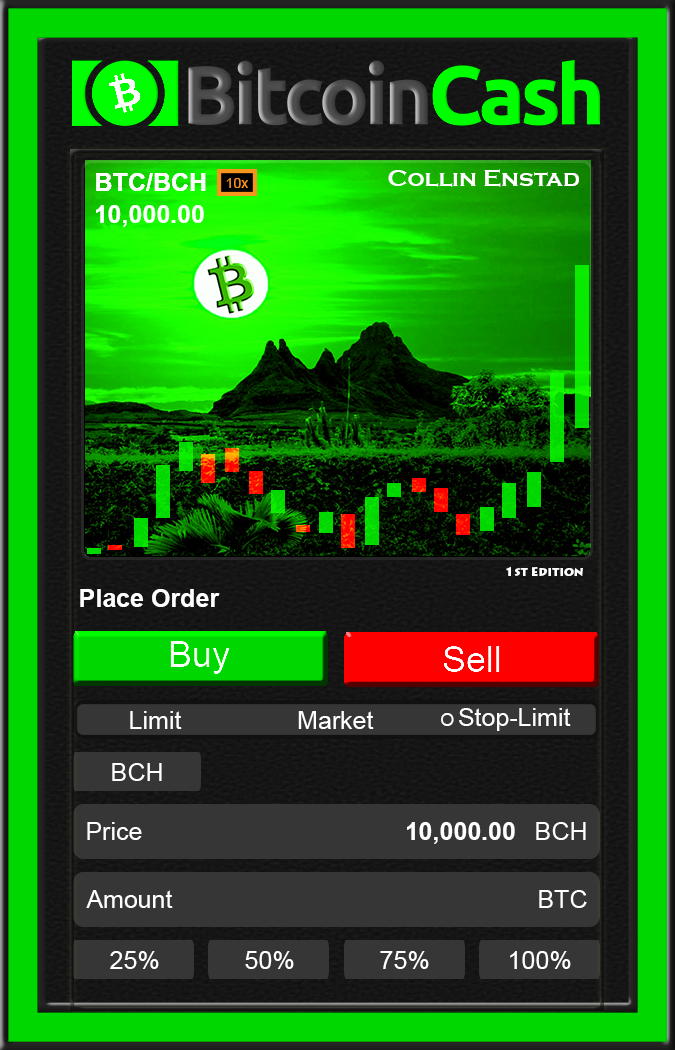 BitcoinCash
BTC/BCH 10x
Collin Enstad
10,000.00
1st Edition
Place Order
Buy Sell
Limit Market Stop-Limit
BCH
Price 10,000.00 BCH
Amount BTC
25% 50% 75% 100%